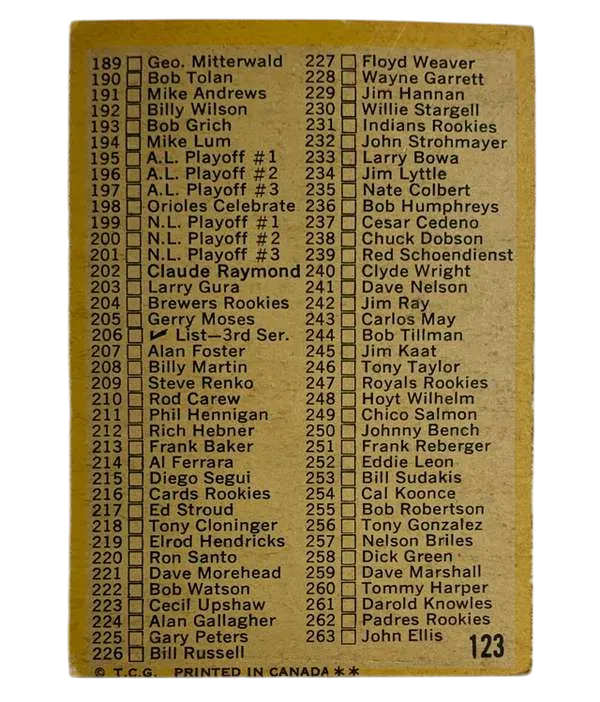 189 Geo. Mitterwald
190 Bob Tolan
191 Mike Andrews
192 Billy Wilson
193 Bob Grich
194 Mike Lum
195 A.L. Playoff #1
196 A.L. Playoff #2
197 A.L. Playoff #3
198 Orioles Celebrate
199 N.L. Playoff #1
200 N.L. Playoff #2
201 N.L. Playoff #3
202 Claude Raymond
203 Larry Gura
204 Brewers Rookies
205 Gerry Moses
206 ✓ List—3rd Ser.
207 Alan Foster
208 Billy Martin
209 Steve Renko
210 Rod Carew
211 Phil Hennigan
212 Rich Hebner
213 Frank Baker
214 Al Ferrara
215 Diego Segui
216 Cards Rookies
217 Ed Stroud
218 Tony Cloninger
219 Elrod Hendricks
220 Ron Santo
221 Dave Morehead
222 Bob Watson
223 Cecil Upshaw
224 Alan Gallagher
225 Gary Peters
226 Bill Russell
227 Floyd Weaver
228 Wayne Garrett
229 Jim Hannan
230 Willie Stargell
231 Indians Rookies
232 John Strohmayer
233 Larry Bowa
234 Jim Lyttle
235 Nate Colbert
236 Bob Humphreys
237 Cesar Cedeno
238 Chuck Dobson
239 Red Schoendienst
240 Clyde Wright
241 Dave Nelson
242 Jim Ray
243 Carlos May
244 Bob Tillman
245 Jim Kaat
246 Tony Taylor
247 Royals Rookies
248 Hoyt Wilhelm
249 Chico Salmon
250 Johnny Bench
251 Frank Reberger
252 Eddie Leon
253 Bill Sudakis
254 Cal Koonce
255 Bob Robertson
256 Tony Gonzalez
257 Nelson Briles
258 Dick Green
259 Dave Marshall
260 Tommy Harper
261 Darold Knowles
262 Padres Rookies
263 John Ellis
123
© T.C.G. PRINTED IN CANADA **